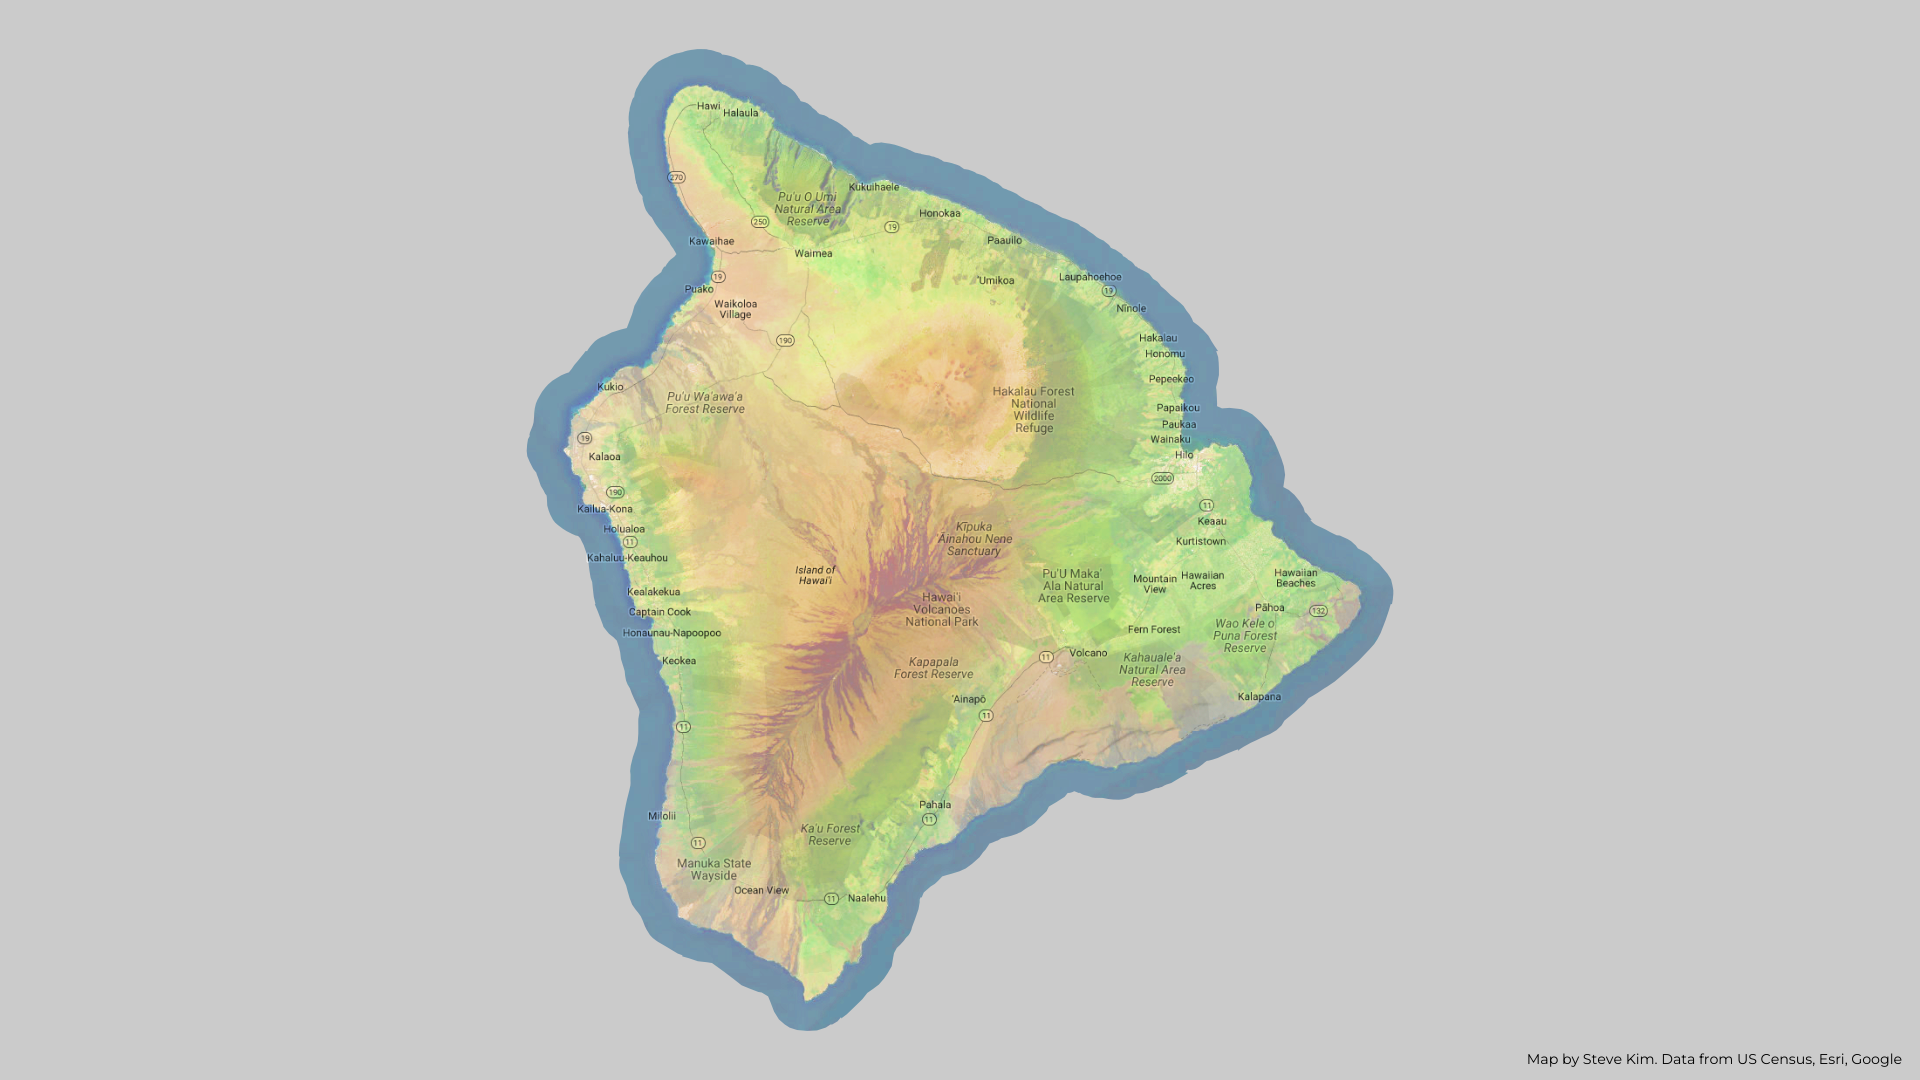 Hawi
Halaula
270
Kukuihaele
Pu'u O Umi
Natural Area
Reserve
Honokaa
250
19
Kawaihae
Paauilo
Waimea
19
'Umikoa
Laupahoehoe
Puako
19
Waikoloa
Village
Ninole
190
Hakalau
Honomu
Pepeekeo
Kukio
Pu'u Wa'awa'a
Forest Reserve
Hakalau Forest
National
Wildlife
Refuge
Papaikou
Paukaa
19
Wainaku
Kalaoa
Hilo
2000
190
11
Kailua-Kona
Keaau
Holualoa
Kīpuka
'Āinahou Nene
Sanctuary
11
Kurtistown
Kahaluu-Keauhou
Island of
Hawai'i
Pu'U Maka'
Ala Natural
Area Reserve
Mountain
View
Hawaiian
Acres
Hawaiian
Beaches
Kealakekua
Hawai'i
Volcanoes
National Park
Captain Cook
Pāhoa
132
Honaunau-Napoopoo
Fern Forest
Wao Kele o
Puna Forest
Reserve
Keokea
Kapapala
Forest Reserve
11
Volcano
Kahauale'a
Natural Area
Reserve
'Ainapō
Kalapana
11
11
Pahala
Milolii
11
Ka'u Forest
Reserve
11
Manuka State
Wayside
Ocean View
11
Naalehu
Map by Steve Kim. Data from US Census, Esri, Google